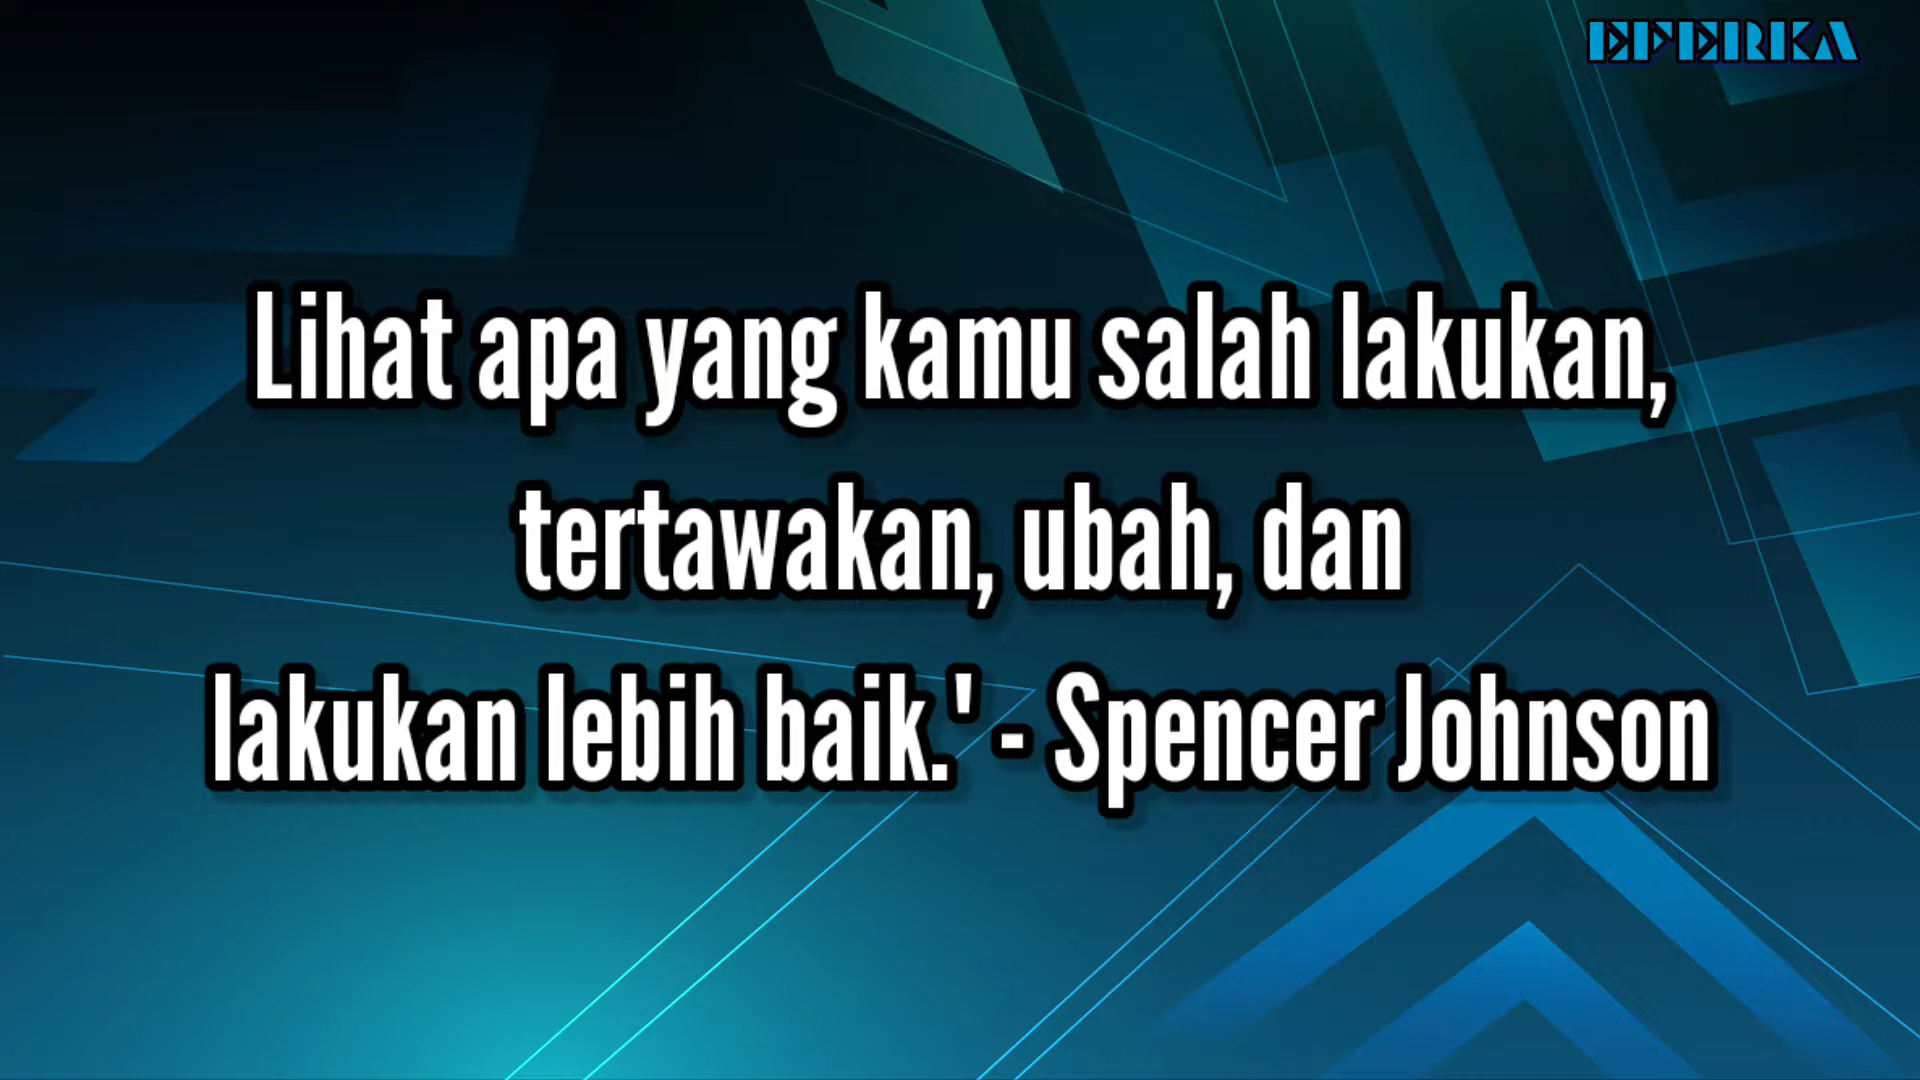 EFERKA
Lihat apa yang kamu salah lakukan,
tertawakan, ubah, dan
lakukan lebih baik.' - Spencer Johnson